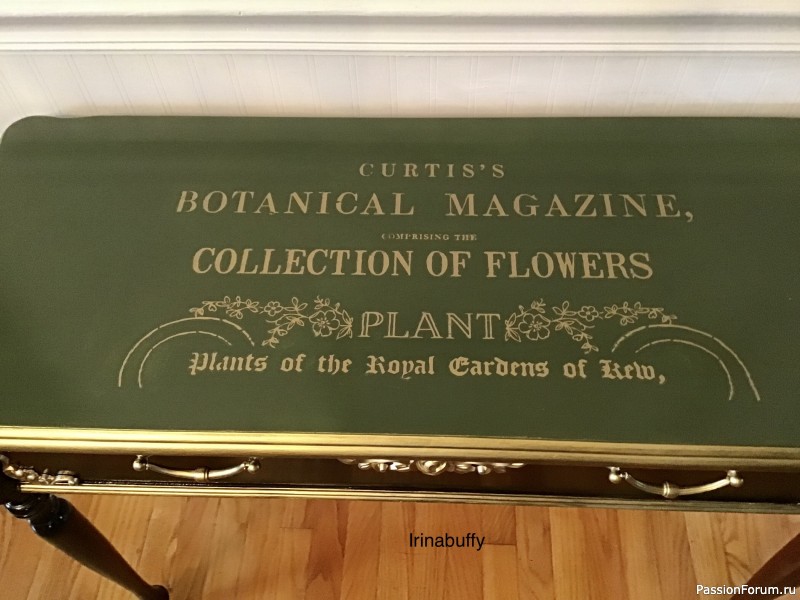 CURTIS'S
BOTANICAL MAGAZINE,
COMPRISING THE
COLLECTION OF FLOWERS
PLANT
Plants of the Royal Gardens of Kew,
Irinabuffy
PassionForum.ru